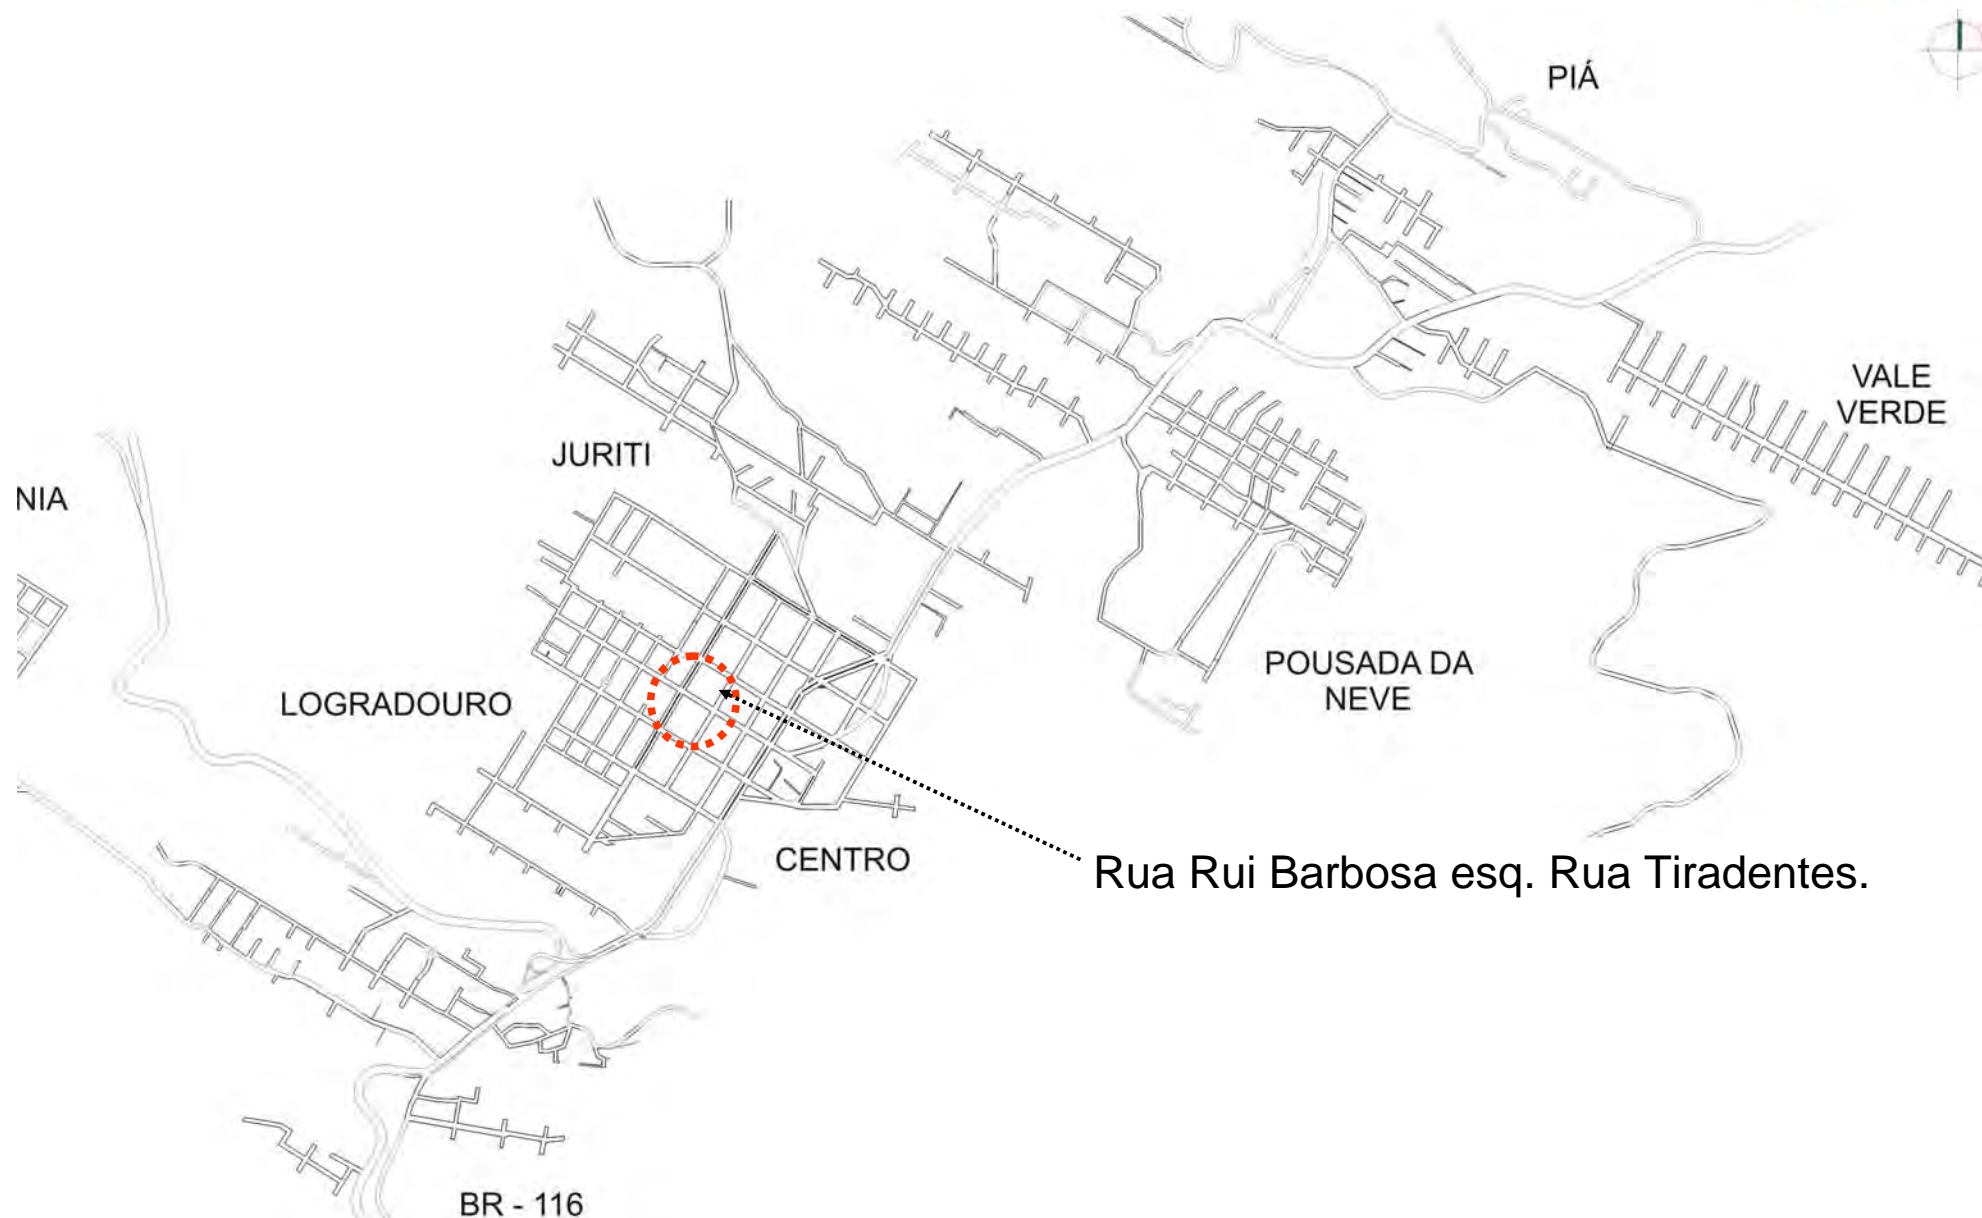 PIÁ
VALE
VERDE
JURITI
NIA
POUSADA DA
NEVE
LOGRADOURO
CENTRO
Rua Rui Barbosa esq. Rua Tiradentes.
BR - 116